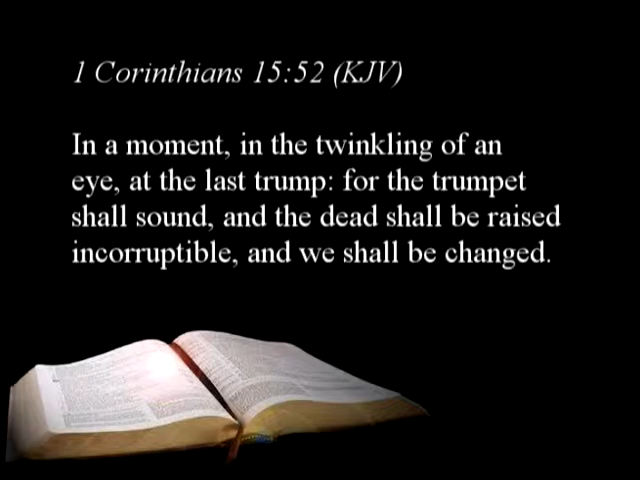 1 Corinthians 15:52 (KJV)
In a moment, in the twinkling of an
eye, at the last trump: for the trumpet
shall sound, and the dead shall be raised
incorruptible, and we shall be changed.